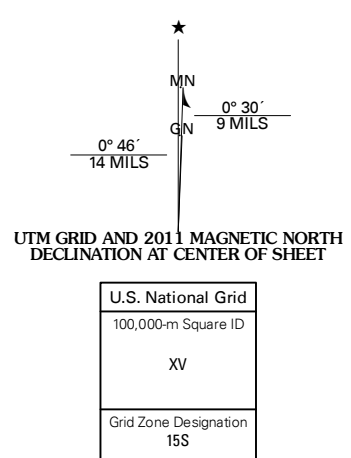 ★
MN
0° 30´
9 MILS
GN
0° 46´
14 MILS
UTM GRID AND 2011 MAGNETIC NORTH
DECLINATION AT CENTER OF SHEET
U.S. National Grid
100,000-m Square ID
XV
Grid Zone Designation
15S